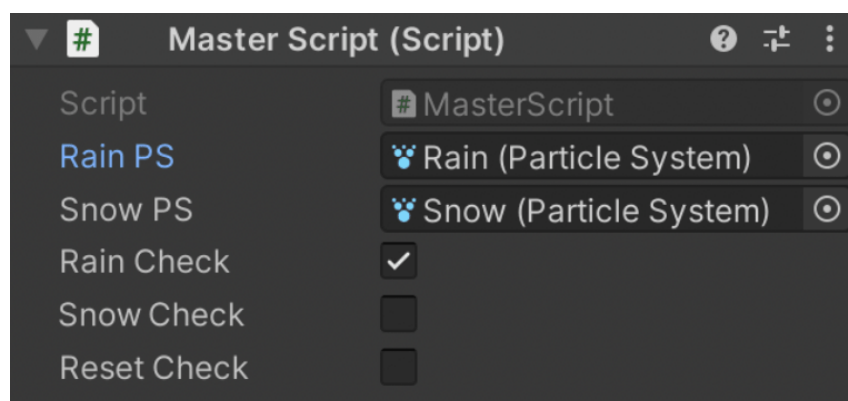 # Master Script (Script)
Script # MasterScript
Rain PS Rain (Particle System)
Snow PS Snow (Particle System)
Rain Check
Snow Check
Reset Check